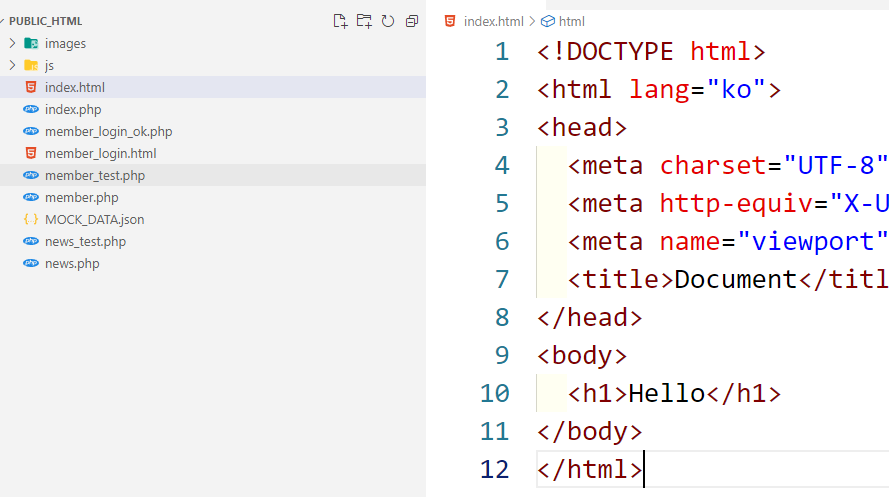 PUBLIC_HTML
images
js
index.html
index.php
member_login_ok.php
member_login.html
member_test.php
member.php
MOCK_DATA.json
news_test.php
news.php
index.html > html
1 <!DOCTYPE html>
2 <html lang="ko">
3 <head>
4 <meta charset="UTF-8"
5 <meta http-equiv="X-U
6 <meta name="viewport"
7 <title>Document</titl
8 </head>
9 <body>
10 <h1>Hello</h1>
11 </body>
12 </html>